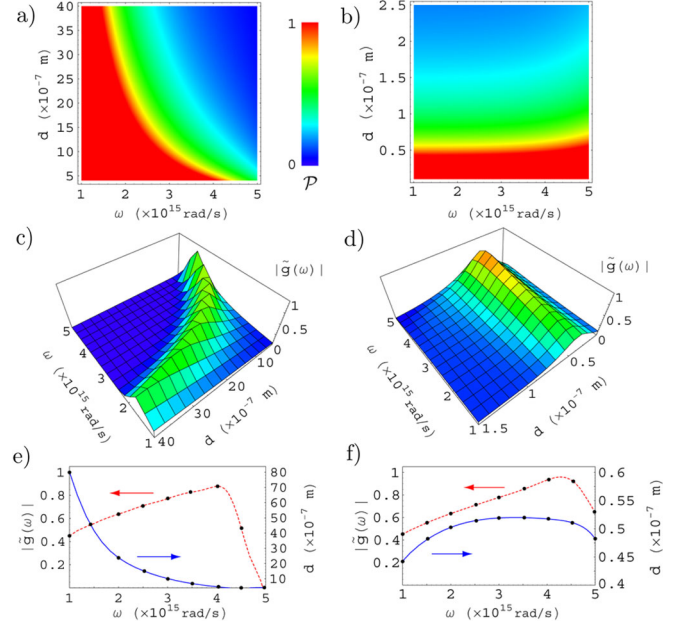 a)
40
35
30
25
20
15
10
5
d (×10⁻⁷ m)
1 2 3 4 5
ω (×10¹⁵ rad/s)
1
0
𝒫
b)
2.5
2
1.5
1
0.5
d (×10⁻⁷ m)
1 2 3 4 5
ω (×10¹⁵ rad/s)
c)
|g̃(ω)|
1
0.5
0
5
4
3
2
1
ω (×10¹⁵ rad/s)
0
10
20
30
40
d (×10⁻⁷ m)
d)
|g̃(ω)|
1
0.5
0
5
4
3
2
1
ω (×10¹⁵ rad/s)
0
0.5
1
1.5
d (×10⁻⁷ m)
e)
|g̃(ω)|
1
0.8
0.6
0.4
0.2
80
70
60
50
40
30
20
10
d (×10⁻⁷ m)
1 2 3 4 5
ω (×10¹⁵ rad/s)
f)
|g̃(ω)|
1
0.8
0.6
0.4
0.2
0.6
0.55
0.5
0.45
0.4
d (×10⁻⁷ m)
1 2 3 4 5
ω (×10¹⁵ rad/s)